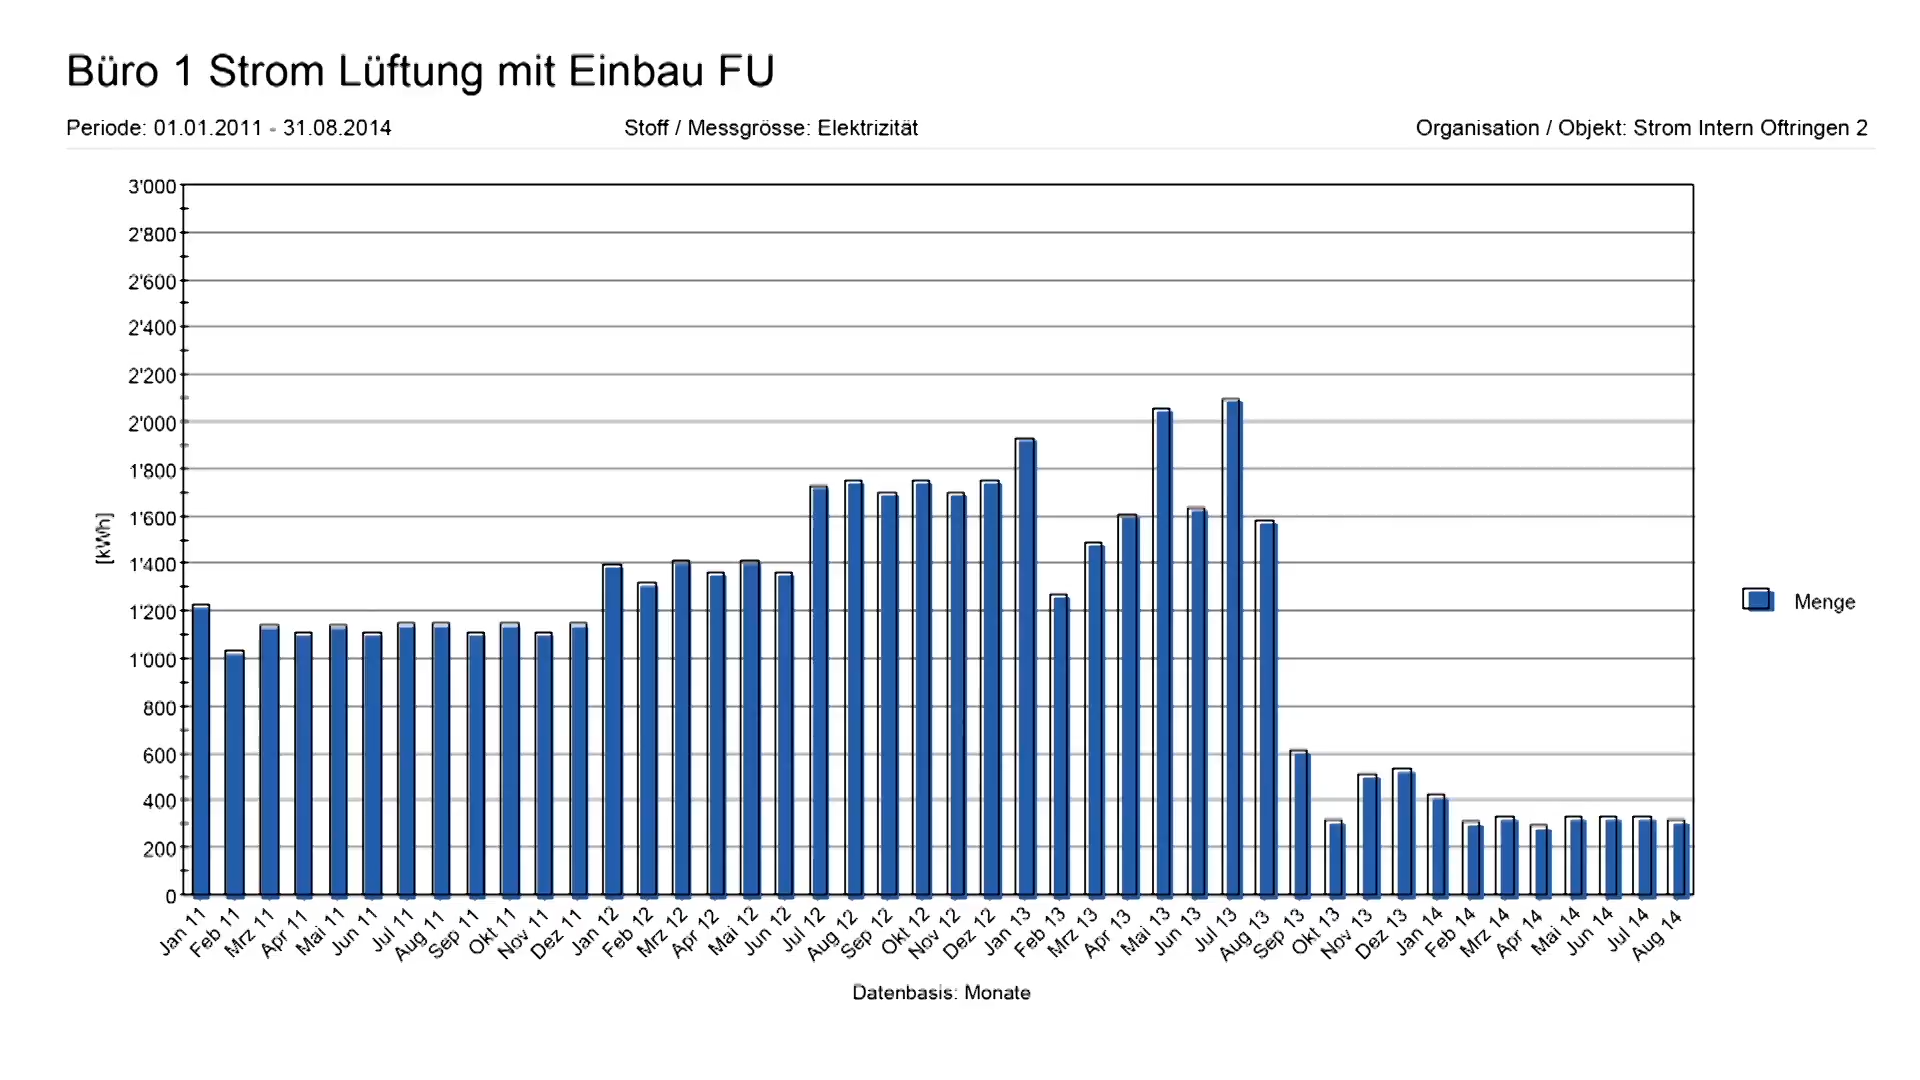 Büro 1 Strom Lüftung mit Einbau FU
Periode: 01.01.2011 - 31.08.2014 Stoff / Messgrösse: Elektrizität Organisation / Objekt: Strom Intern Oftringen 2
3'000
2'800
2'600
2'400
2'200
2'000
1'800
1'600
1'400
1'200
1'000
800
600
400
200
0
[kWh]
Menge
Jan 11 Feb 11 Mrz 11 Apr 11 Mai 11 Jun 11 Jul 11 Aug 11 Sep 11 Okt 11 Nov 11 Dez 11 Jan 12 Feb 12 Mrz 12 Apr 12 Mai 12 Jun 12 Jul 12 Aug 12 Sep 12 Okt 12 Nov 12 Dez 12 Jan 13 Feb 13 Mrz 13 Apr 13 Mai 13 Jun 13 Jul 13 Aug 13 Sep 13 Okt 13 Nov 13 Dez 13 Jan 14 Feb 14 Mrz 14 Apr 14 Mai 14 Jun 14 Jul 14 Aug 14
Datenbasis: Monate